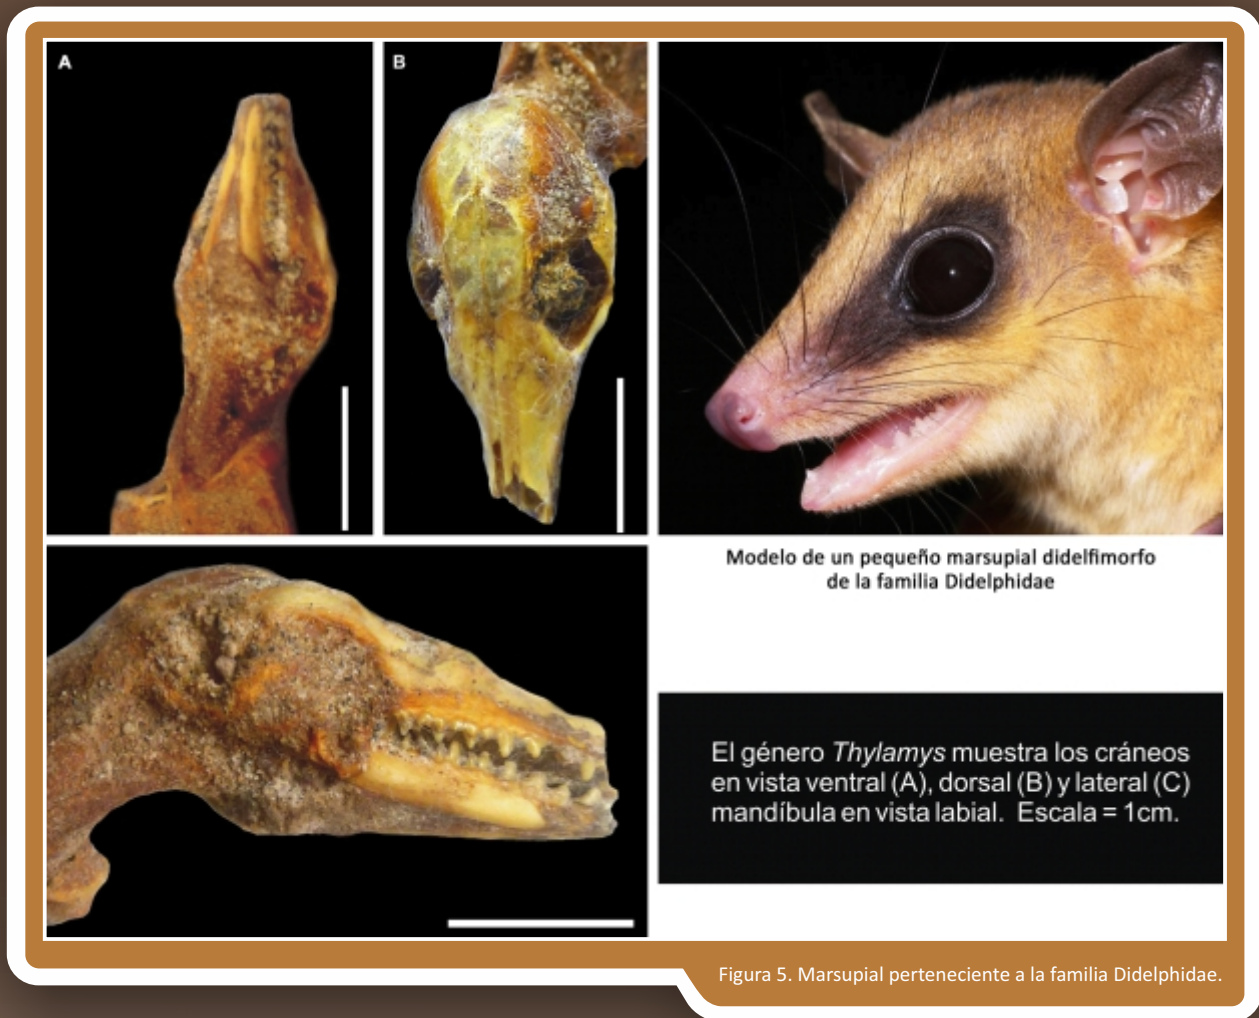 A
B
Modelo de un pequeño marsupial didelfimorfo
de la familia Didelphidae
El género Thylamys muestra los cráneos
en vista ventral (A), dorsal (B) y lateral (C)
mandíbula en vista labial. Escala = 1cm.
Figura 5. Marsupial perteneciente a la familia Didelphidae.